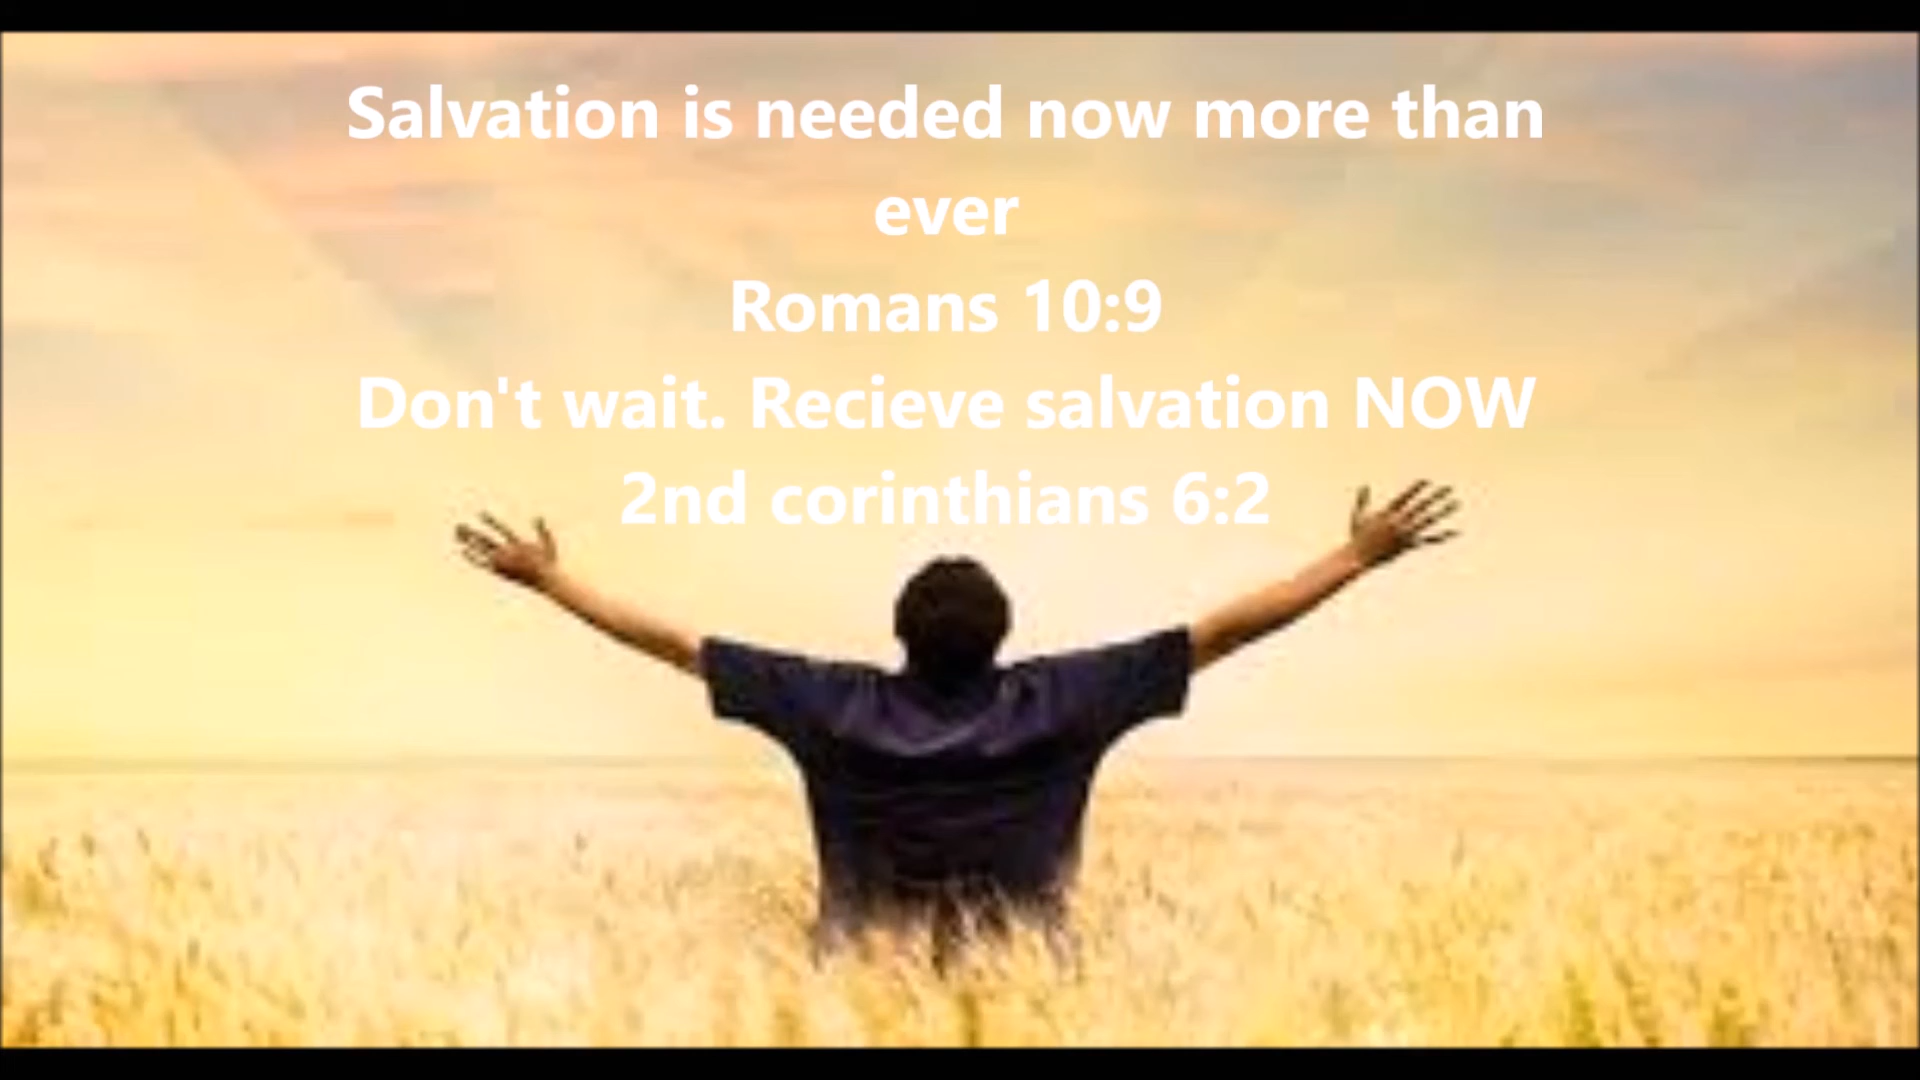 Salvation is needed now more than
ever
Romans 10:9
Don't wait. Recieve salvation NOW
2nd corinthians 6:2